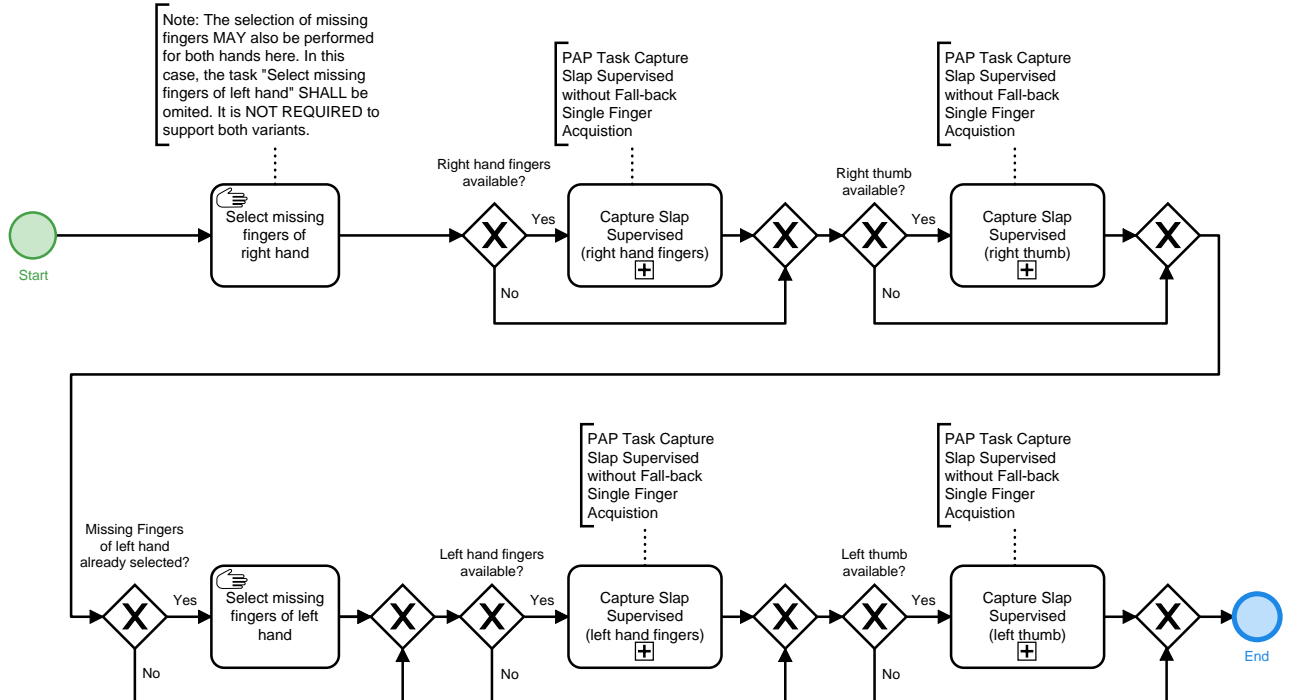 Note: The selection of missing
fingers MAY also be performed
for both hands here. In this
case, the task "Select missing
fingers of left hand" SHALL be
omited. It is NOT REQUIRED to
support both variants.
PAP Task Capture
Slap Supervised
without Fall-back
Single Finger
Acquistion
PAP Task Capture
Slap Supervised
without Fall-back
Single Finger
Acquistion
Start
Select missing
fingers of
right hand
Right hand fingers
available?
Yes
No
Capture Slap
Supervised
(right hand fingers)
Right thumb
available?
Yes
No
Capture Slap
Supervised
(right thumb)
PAP Task Capture
Slap Supervised
without Fall-back
Single Finger
Acquistion
PAP Task Capture
Slap Supervised
without Fall-back
Single Finger
Acquistion
Missing Fingers
of left hand
already selected?
Yes
No
Select missing
fingers of left
hand
Left hand fingers
available?
Yes
No
Capture Slap
Supervised
(left hand fingers)
Left thumb
available?
Yes
No
Capture Slap
Supervised
(left thumb)
End